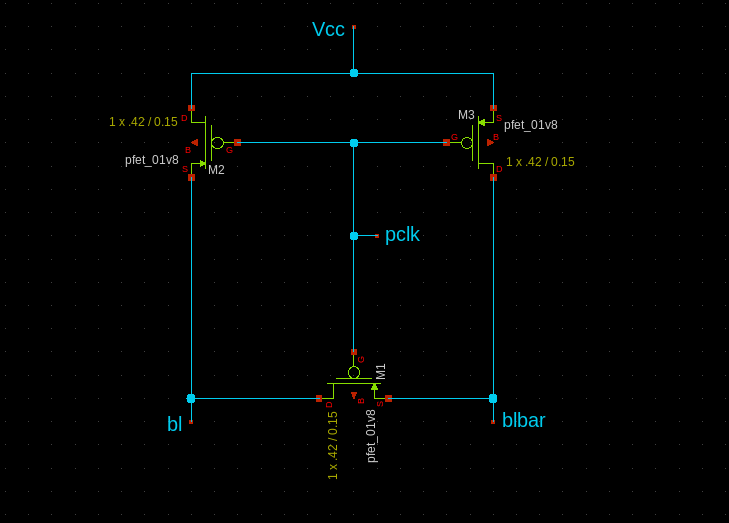 Vcc
1 x .42 / 0.15
D
B
G
pfet_01v8
S
M2
M3
S
pfet_01v8
G
B
1 x .42 / 0.15
D
pclk
G
M1
D
B
S
1 x .42 / 0.15
pfet_01v8
bl
blbar